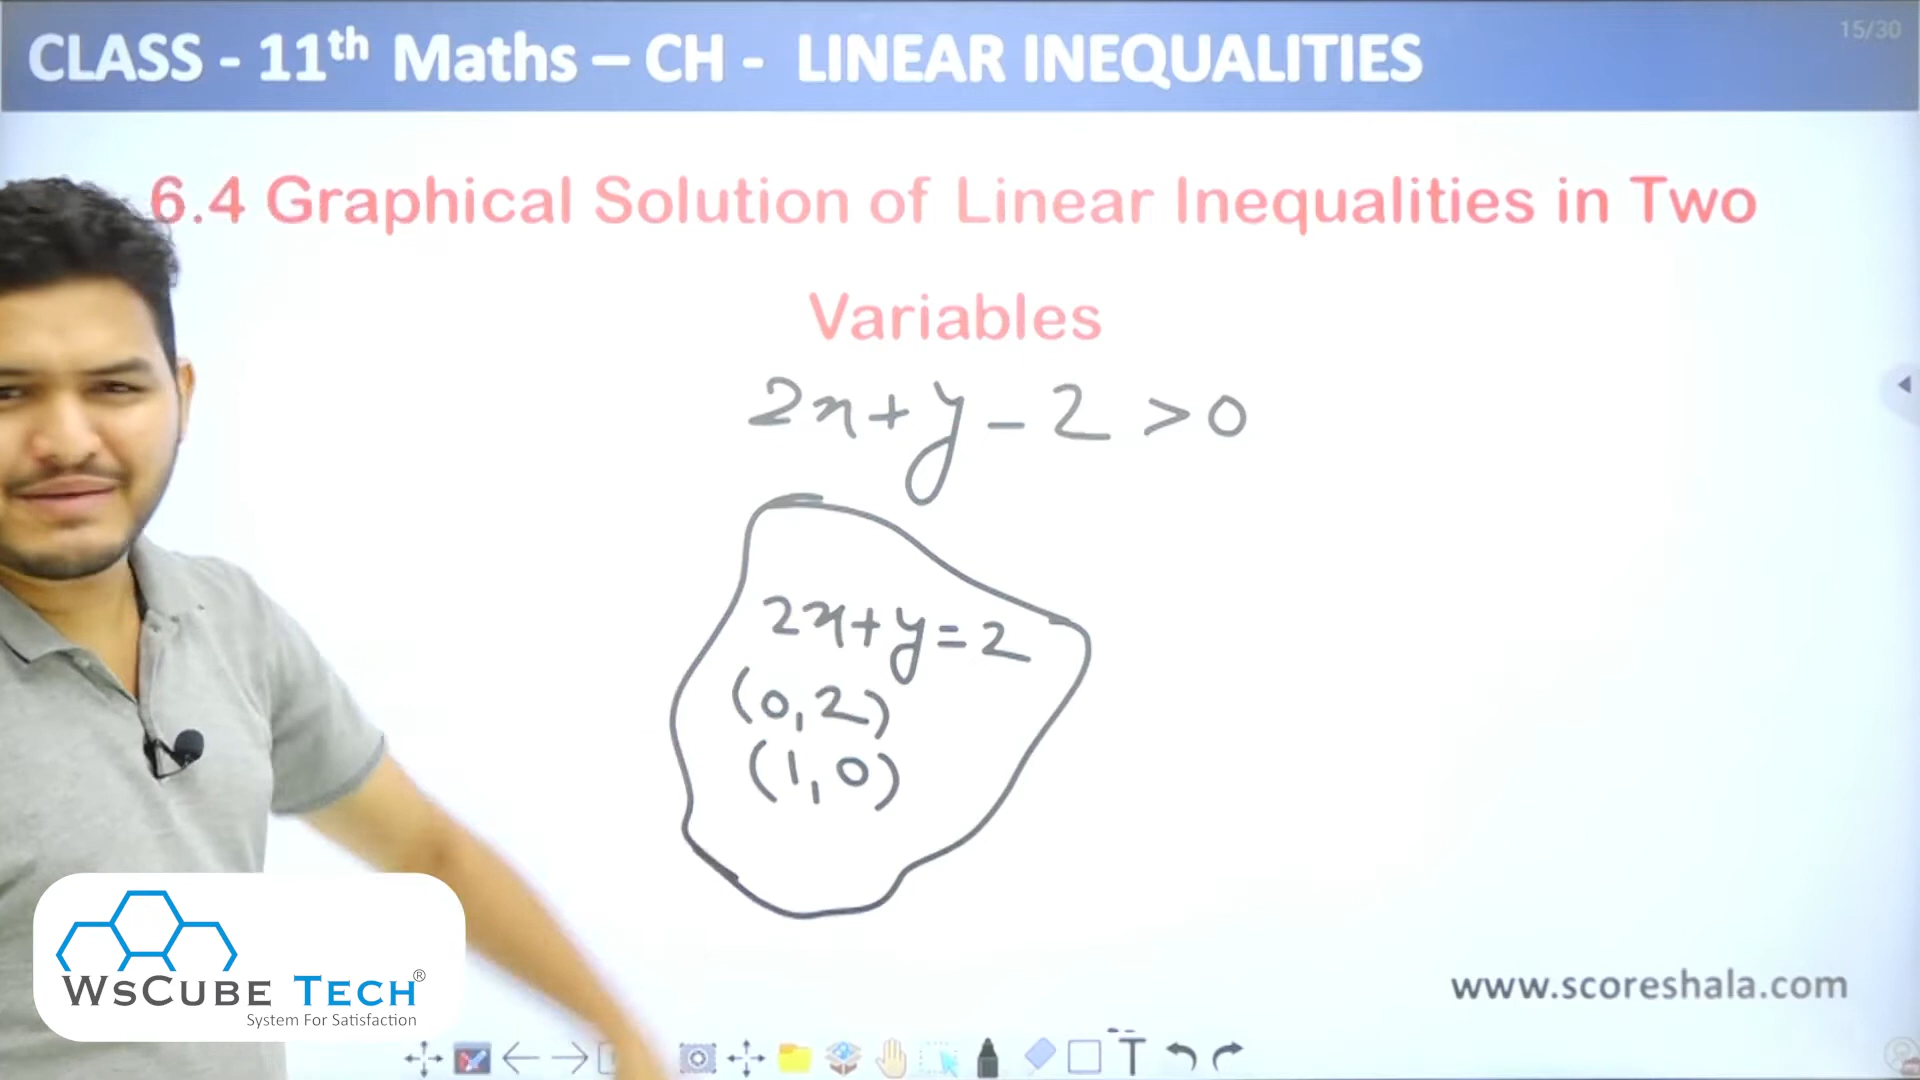 15/30
CLASS - 11th Maths – CH - LINEAR INEQUALITIES
6.4 Graphical Solution of Linear Inequalities in Two
Variables
2x+y-2>0
2x+y=2
(0,2)
(1,0)
WSCUBE TECH®
System For Satisfaction
www.scoreshala.com
T